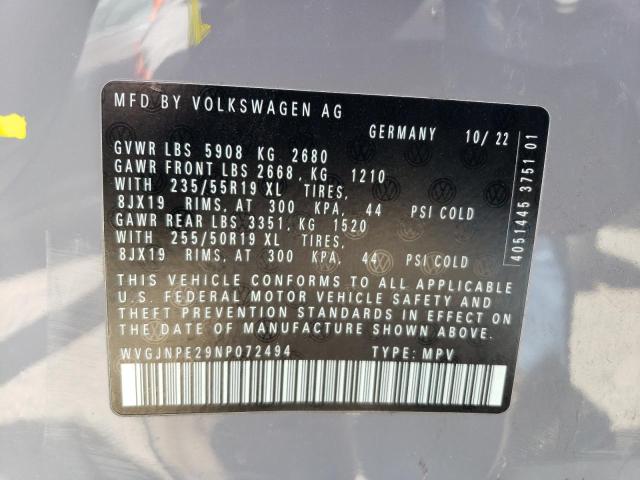 MFD BY VOLKSWAGEN AG
GERMANY 10/ 22
GVWR LBS 5908 KG 2680
GAWR FRONT LBS 2668, KG 1210
WITH 235/55R19 XL TIRES,
8JX19 RIMS, AT 300 KPA, 44 PSI COLD
GAWR REAR LBS 3351, KG 1520
WITH 255/50R19 XL TIRES,
8JX19 RIMS, AT 300 KPA, 44 PSI COLD
THIS VEHICLE CONFORMS TO ALL APPLICABLE
U.S. FEDERAL MOTOR VEHICLE SAFETY AND
THEFT PREVENTION STANDARDS IN EFFECT ON
THE DATE OF MANUFACTURE SHOWN ABOVE.
WVGJNPE29NP072494 TYPE: MPV
4051445 3751 01